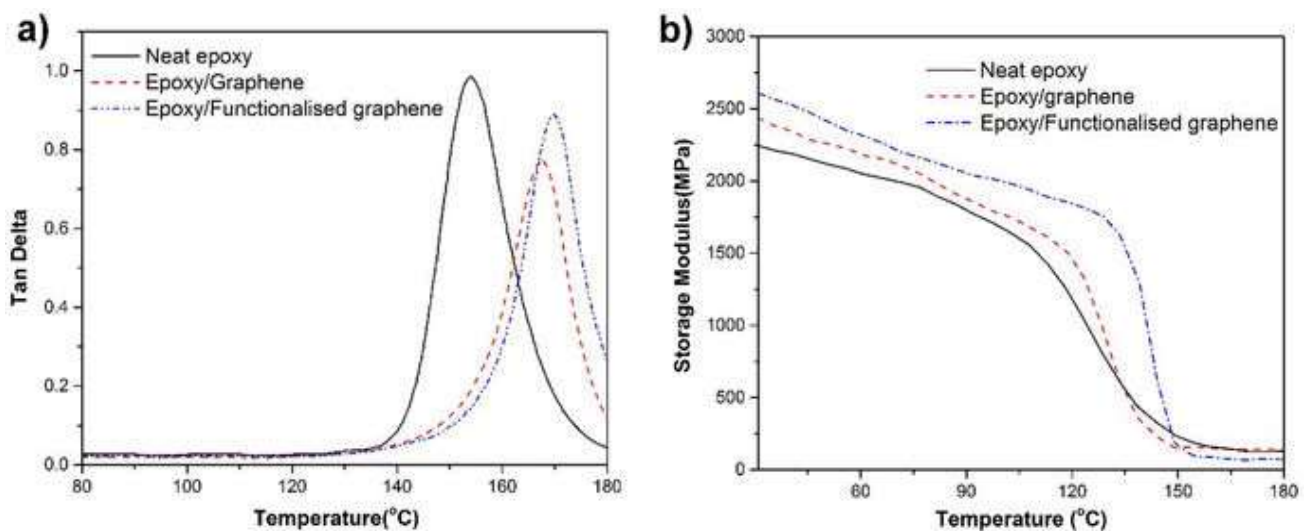 a)
Neat epoxy
Epoxy/Graphene
Epoxy/Functionalised graphene
1.0
0.8
0.6
0.4
0.2
0.0
Tan Delta
80 100 120 140 160 180
Temperature(°C)
b)
Neat epoxy
Epoxy/graphene
Epoxy/Functionalised graphene
3000
2500
2000
1500
1000
500
0
Storage Modulus(MPa)
60 90 120 150 180
Temperature (°C)